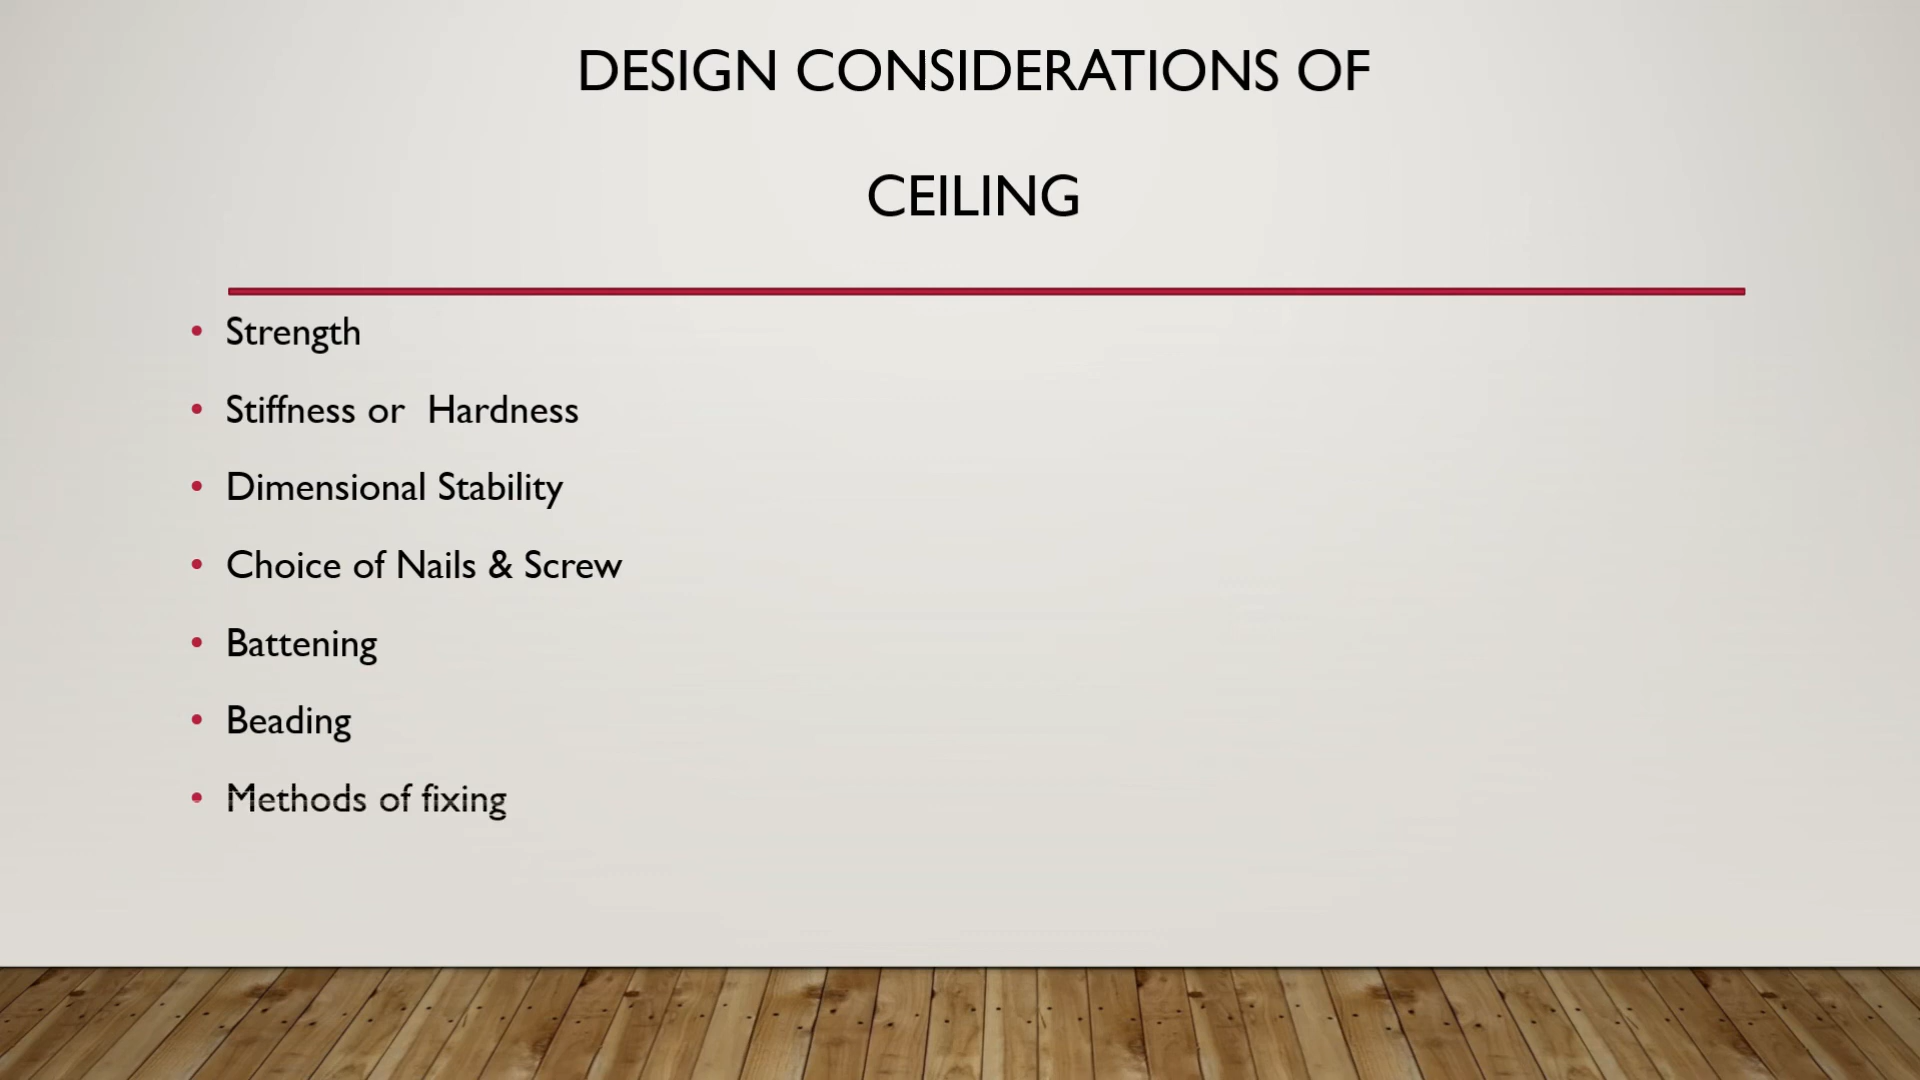 DESIGN CONSIDERATIONS OF
CEILING
• Strength
• Stiffness or  Hardness
• Dimensional Stability
• Choice of Nails & Screw
• Battening
• Beading
• Methods of fixing